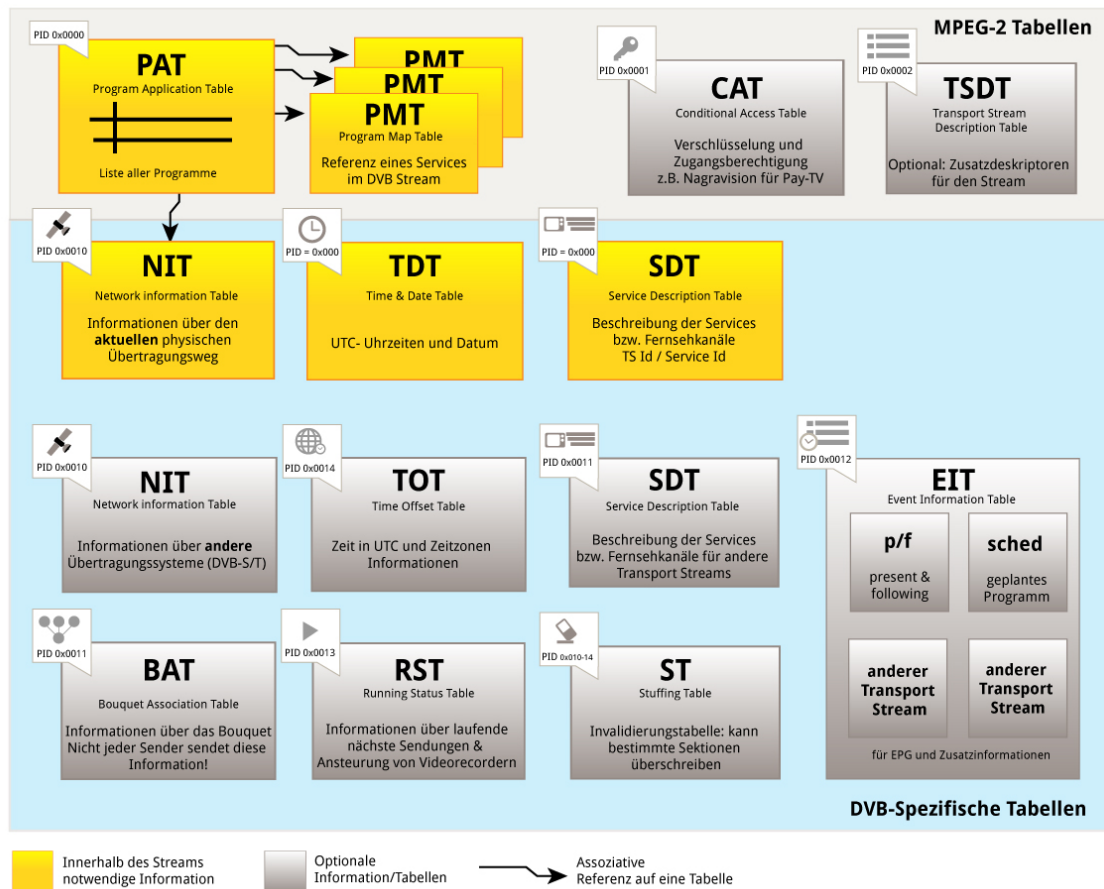 MPEG-2 Tabellen
PID 0x0000
PAT
Program Application Table
Liste aller Programme
PMT
PMT
PMT
Program Map Table
Referenz eines Services
im DVB Stream
PID 0x0001
CAT
Conditional Access Table
Verschlüsselung und
Zugangsberechtigung
z.B. Nagravision für Pay-TV
PID 0x0002
TSDT
Transport Stream
Description Table
Optional: Zusatzdeskriptoren
für den Stream
PID 0x0010
NIT
Network information Table
Informationen über den
aktuellen physischen
Übertragungsweg
PID = 0x000
TDT
Time & Date Table
UTC- Uhrzeiten und Datum
PID = 0x000
SDT
Service Description Table
Beschreibung der Services
bzw. Fernsehkanäle
TS Id / Service Id
PID 0x0010
NIT
Network information Table
Informationen über andere
Übertragungssysteme (DVB-S/T)
PID 0x0014
TOT
Time Offset Table
Zeit in UTC und Zeitzonen
Informationen
PID 0x0011
SDT
Service Description Table
Beschreibung der Services
bzw. Fernsehkanäle für andere
Transport Streams
PID 0x0012
EIT
Event Information Table
p/f
present &
following
sched
geplantes
Programm
anderer
Transport
Stream
anderer
Transport
Stream
für EPG und Zusatzinformationen
PID 0x0011
BAT
Bouquet Association Table
Informationen über das Bouquet
Nicht jeder Sender sendet diese
Information!
PID 0x0013
RST
Running Status Table
Informationen über laufende
nächste Sendungen &
Ansteurung von Videorecordern
PID 0x010-14
ST
Stuffing Table
Invalidierungstabelle: kann
bestimmte Sektionen
überschreiben
DVB-Spezifische Tabellen
Innerhalb des Streams
notwendige Information
Optionale
Information/Tabellen
Assoziative
Referenz auf eine Tabelle